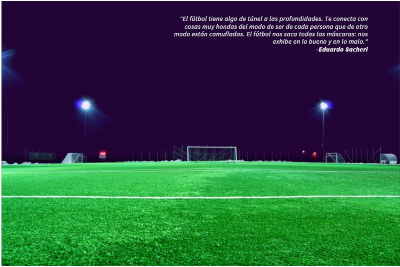 "El fútbol tiene algo de túnel a las profundidades. Te conecta con
cosas muy hondas del modo de ser de cada persona que de otro
modo están camufladas. El fútbol nos saca todas las máscaras: nos
exhibe en lo bueno y en lo malo."
-Eduardo Sacheri